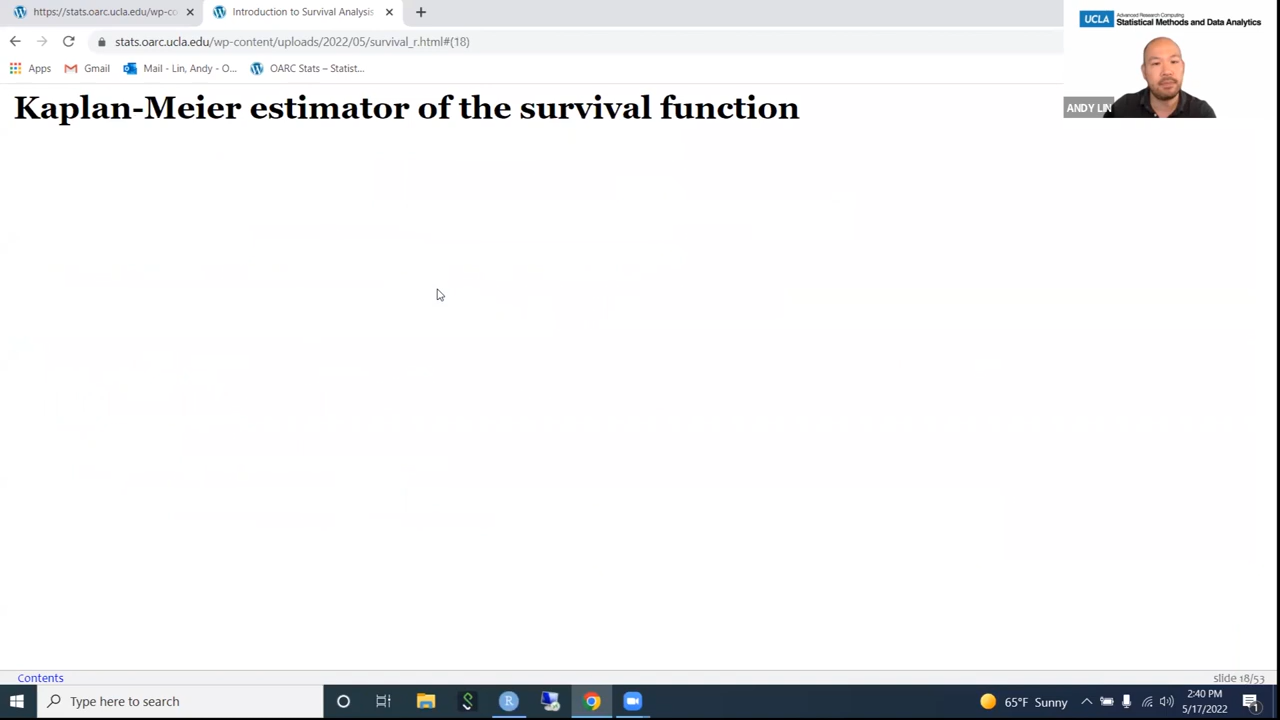 https://stats.oarc.ucla.edu/wp-co
Introduction to Survival Analysis
stats.oarc.ucla.edu/wp-content/uploads/2022/05/survival_r.html#(18)
Apps
Gmail
Mail - Lin, Andy - O...
OARC Stats – Statist...
UCLA
Advanced Research Computing
Statistical Methods and Data Analytics
ANDY LIN
Kaplan-Meier estimator of the survival function
Contents
slide 18/53
Type here to search
65°F Sunny
2:40 PM
5/17/2022